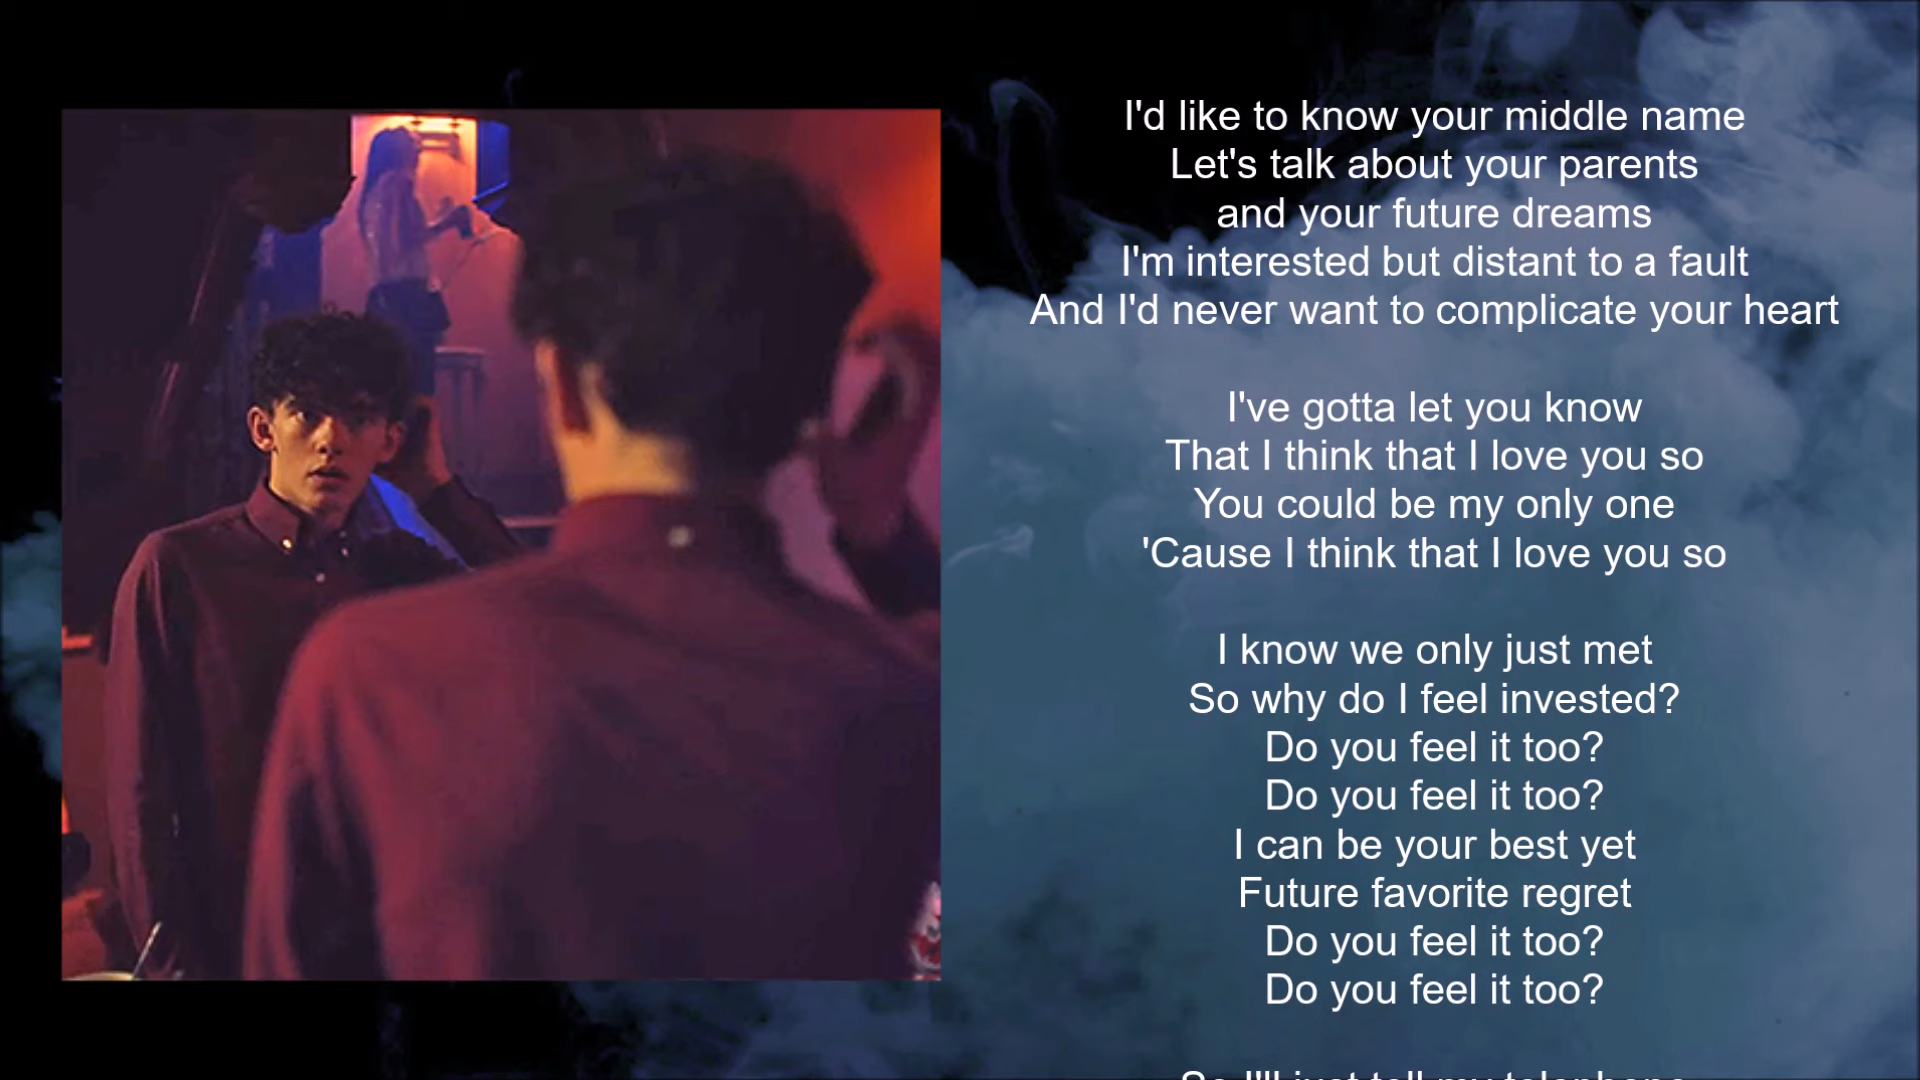 I'd like to know your middle name
Let's talk about your parents
and your future dreams
I'm interested but distant to a fault
And I'd never want to complicate your heart
I've gotta let you know
That I think that I love you so
You could be my only one
'Cause I think that I love you so
I know we only just met
So why do I feel invested?
Do you feel it too?
Do you feel it too?
I can be your best yet
Future favorite regret
Do you feel it too?
Do you feel it too?